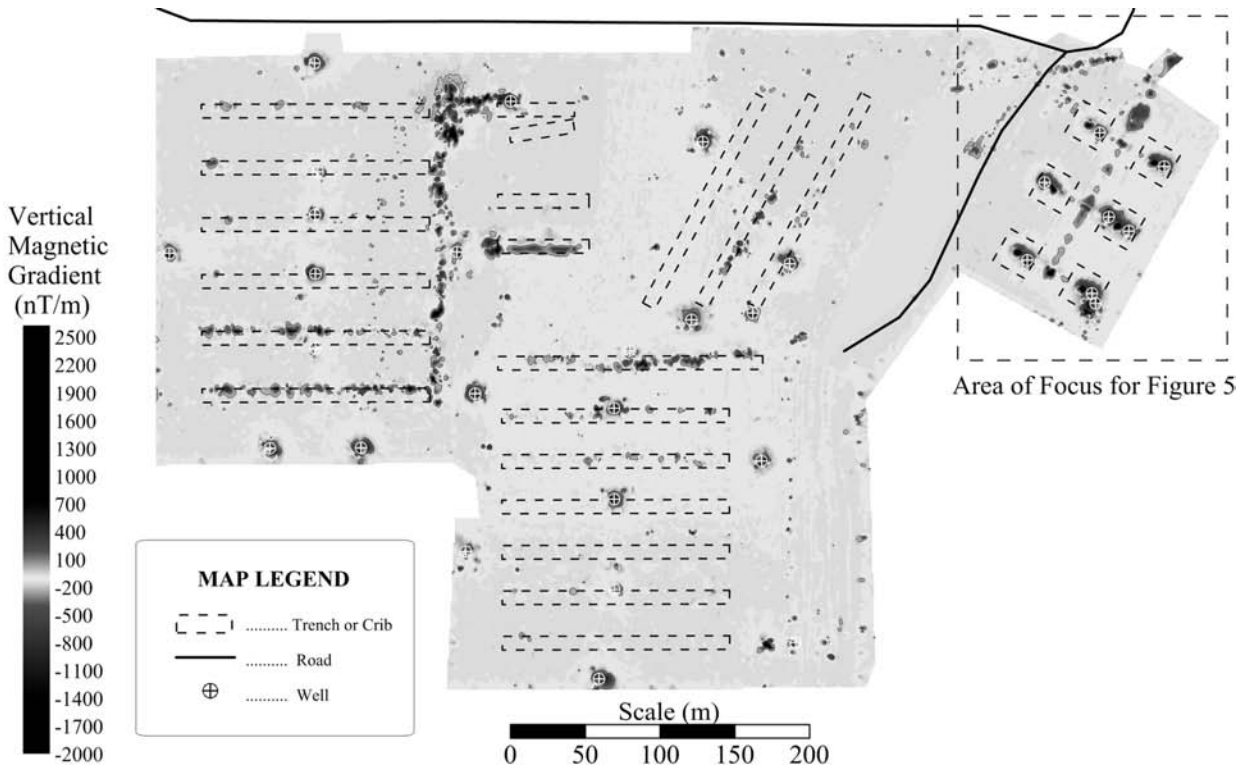 Vertical
Magnetic
Gradient
(nT/m)
2500
2200
1900
1600
1300
1000
700
400
100
-200
-500
-800
-1100
-1400
-1700
-2000
Area of Focus for Figure 5
MAP LEGEND
.......... Trench or Crib
.......... Road
.......... Well
Scale (m)
0 50 100 150 200